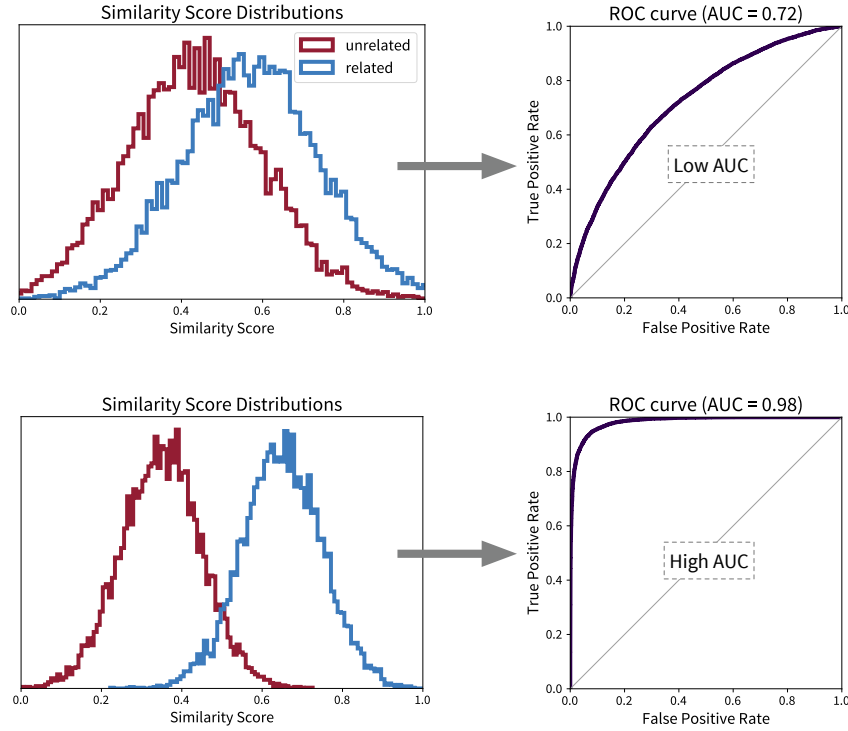 Similarity Score Distributions
unrelated
related
0.0 0.2 0.4 0.6 0.8 1.0
Similarity Score
ROC curve (AUC = 0.72)
1.0
0.8
0.6
0.4
0.2
0.0
True Positive Rate
Low AUC
0.0 0.2 0.4 0.6 0.8 1.0
False Positive Rate
Similarity Score Distributions
0.0 0.2 0.4 0.6 0.8 1.0
Similarity Score
ROC curve (AUC = 0.98)
1.0
0.8
0.6
0.4
0.2
0.0
True Positive Rate
High AUC
0.0 0.2 0.4 0.6 0.8 1.0
False Positive Rate